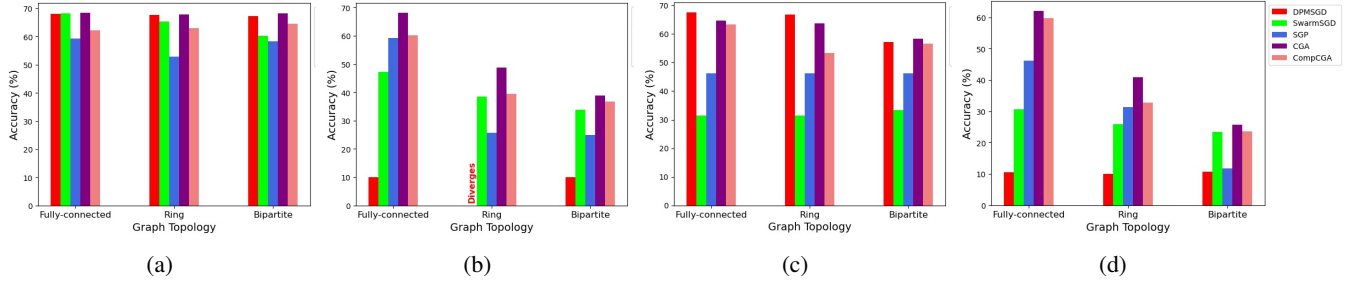 Accuracy (%)
70
60
50
40
30
20
10
0
Fully-connected
Ring
Bipartite
Graph Topology
(a)
Accuracy (%)
70
60
50
40
30
20
10
0
Diverges
Fully-connected
Ring
Bipartite
Graph Topology
(b)
Accuracy (%)
70
60
50
40
30
20
10
0
Fully-connected
Ring
Bipartite
Graph Topology
(c)
Accuracy (%)
60
50
40
30
20
10
0
Fully-connected
Ring
Bipartite
Graph Topology
(d)
DPMSGD
SwarmSGD
SGP
CGA
CompCGA